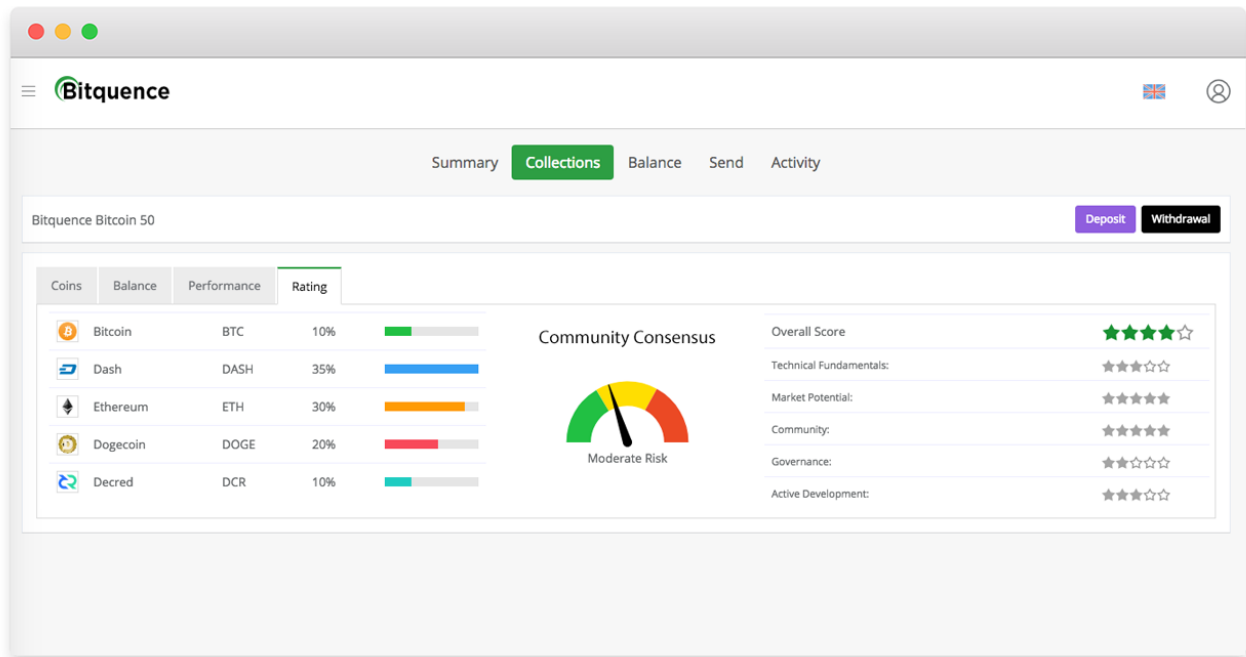 Bitquence
Summary Collections Balance Send Activity
Bitquence Bitcoin 50 Deposit Withdrawal
Coins Balance Performance Rating
Bitcoin BTC 10%
Dash DASH 35%
Ethereum ETH 30%
Dogecoin DOGE 20%
Decred DCR 10%
Community Consensus
Moderate Risk
Overall Score
Technical Fundamentals:
Market Potential:
Community:
Governance:
Active Development: